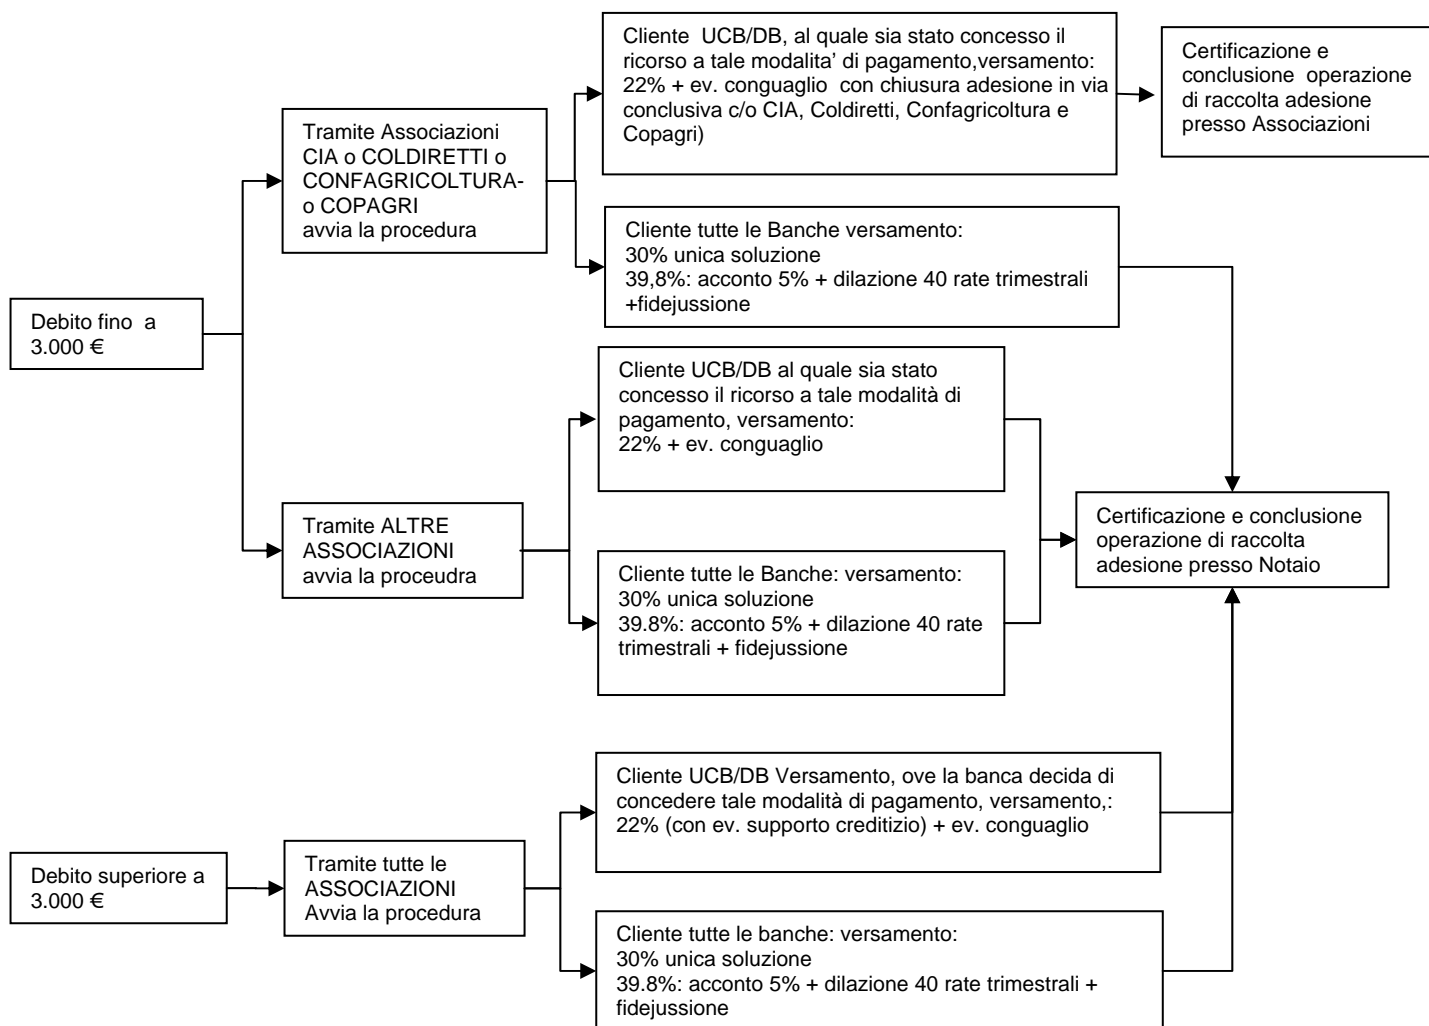 Cliente UCB/DB, al quale sia stato concesso il
ricorso a tale modalita' di pagamento,versamento:
22% + ev. conguaglio con chiusura adesione in via
conclusiva c/o CIA, Coldiretti, Confagricoltura e
Copagri)
Certificazione e
conclusione operazione
di raccolta adesione
presso Associazioni
Tramite Associazioni
CIA o COLDIRETTI o
CONFAGRICOLTURA-
o COPAGRI
avvia la procedura
Cliente tutte le Banche versamento:
30% unica soluzione
39,8%: acconto 5% + dilazione 40 rate trimestrali
+fidejussione
Debito fino a
3.000 €
Cliente UCB/DB al quale sia stato
concesso il ricorso a tale modalità di
pagamento, versamento:
22% + ev. conguaglio
Tramite ALTRE
ASSOCIAZIONI
avvia la proceudra
Certificazione e conclusione
operazione di raccolta
adesione presso Notaio
Cliente tutte le Banche: versamento:
30% unica soluzione
39.8%: acconto 5% + dilazione 40 rate
trimestrali + fidejussione
Cliente UCB/DB Versamento, ove la banca decida di
concedere tale modalità di pagamento, versamento,:
22% (con ev. supporto creditizio) + ev. conguaglio
Debito superiore a
3.000 €
Tramite tutte le
ASSOCIAZIONI
Avvia la procedura
Cliente tutte le banche: versamento:
30% unica soluzione
39.8%: acconto 5% + dilazione 40 rate trimestrali +
fidejussione